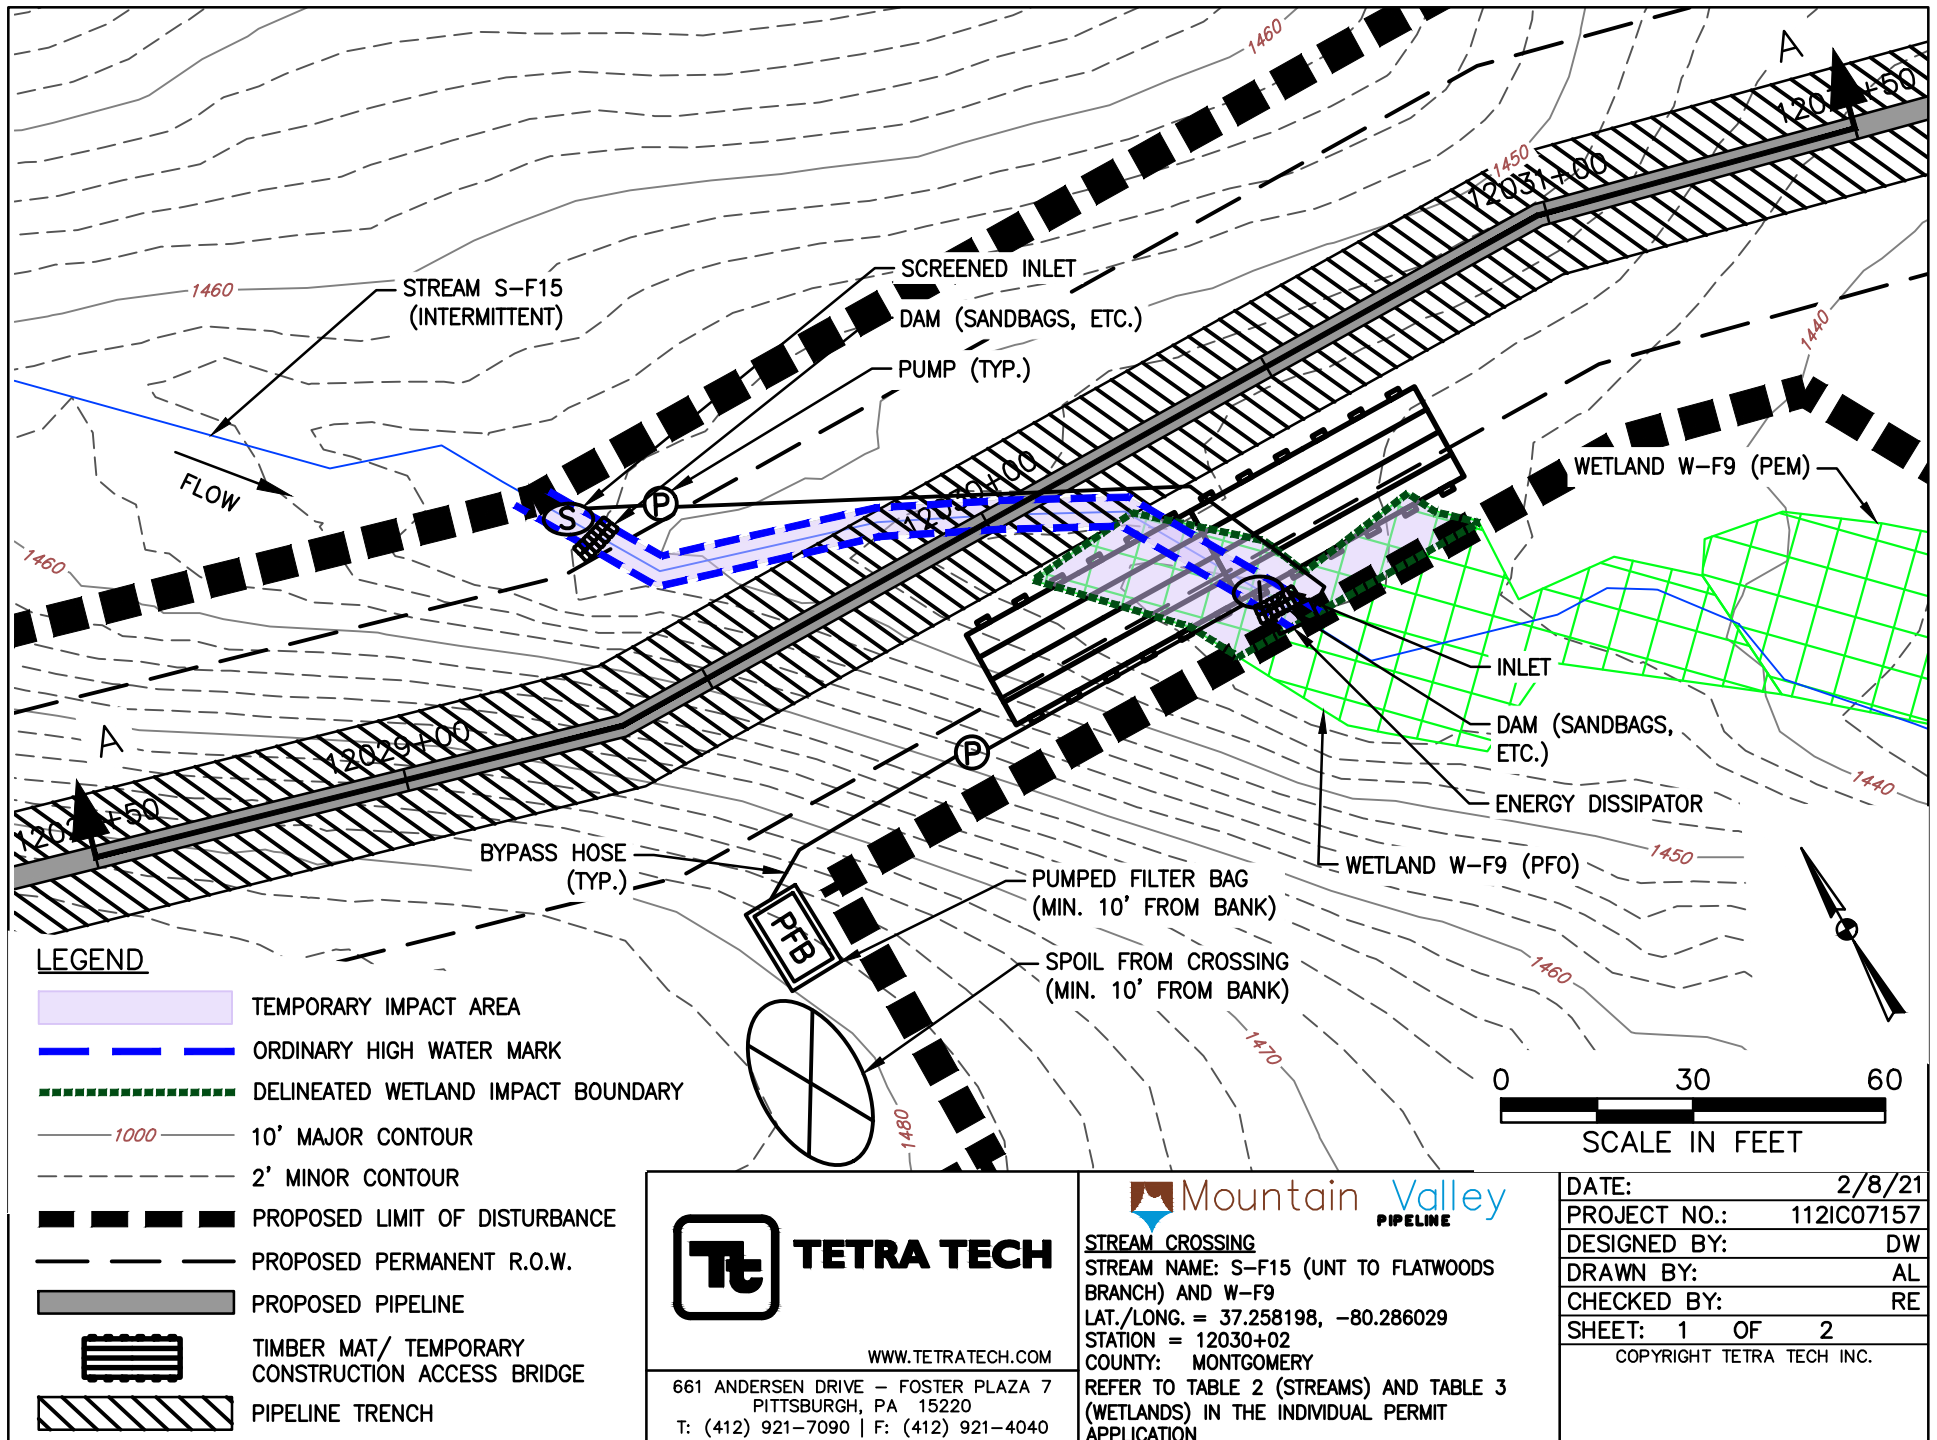 1460
A
12031+50
1450
12031+00
SCREENED INLET
DAM (SANDBAGS, ETC.)
PUMP (TYP.)
1460
STREAM S-F15
(INTERMITTENT)
1440
FLOW
S
P
12030+00
WETLAND W-F9 (PEM)
1460
I
INLET
DAM (SANDBAGS,
ETC.)
A
12029+00
P
1440
ENERGY DISSIPATOR
12028+50
BYPASS HOSE
(TYP.)
1450
WETLAND W-F9 (PFO)
PUMPED FILTER BAG
(MIN. 10' FROM BANK)
PFB
SPOIL FROM CROSSING
(MIN. 10' FROM BANK)
1460
1470
1480
LEGEND
TEMPORARY IMPACT AREA
ORDINARY HIGH WATER MARK
DELINEATED WETLAND IMPACT BOUNDARY
1000
10' MAJOR CONTOUR
2' MINOR CONTOUR
PROPOSED LIMIT OF DISTURBANCE
PROPOSED PERMANENT R.O.W.
PROPOSED PIPELINE
TIMBER MAT/ TEMPORARY
CONSTRUCTION ACCESS BRIDGE
PIPELINE TRENCH
0 30 60
SCALE IN FEET
Tt TETRA TECH
WWW.TETRATECH.COM
661 ANDERSEN DRIVE – FOSTER PLAZA 7
PITTSBURGH, PA 15220
T: (412) 921-7090 | F: (412) 921-4040
Mountain Valley
PIPELINE
STREAM CROSSING
STREAM NAME: S-F15 (UNT TO FLATWOODS
BRANCH) AND W-F9
LAT./LONG. = 37.258198, -80.286029
STATION = 12030+02
COUNTY: MONTGOMERY
REFER TO TABLE 2 (STREAMS) AND TABLE 3
(WETLANDS) IN THE INDIVIDUAL PERMIT
APPLICATION
DATE: 2/8/21
PROJECT NO.: 112IC07157
DESIGNED BY: DW
DRAWN BY: AL
CHECKED BY: RE
SHEET: 1 OF 2
COPYRIGHT TETRA TECH INC.